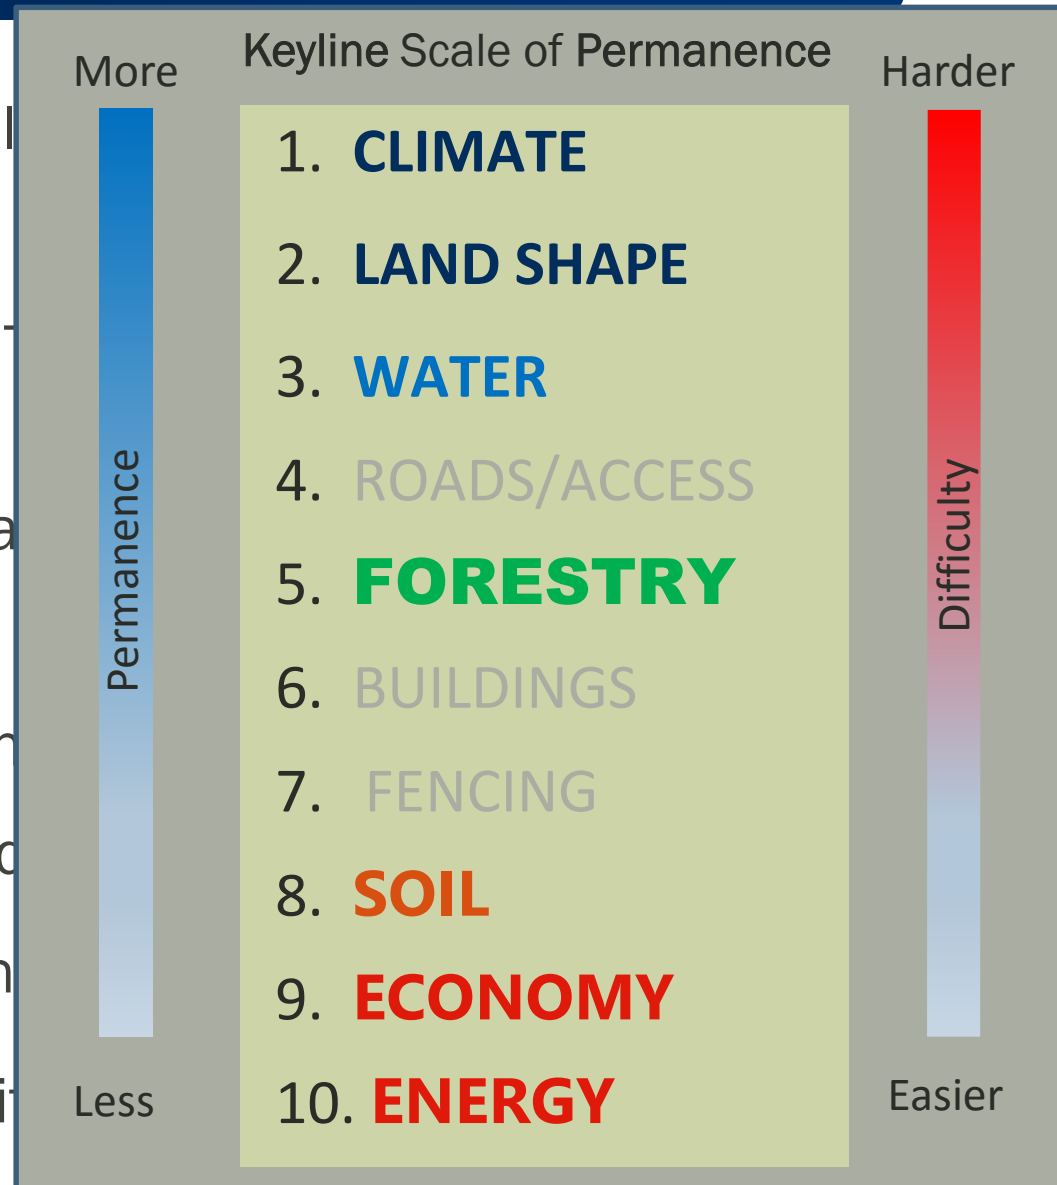 Keyline Scale of Permanence
More
Harder
1. CLIMATE
2. LAND SHAPE
3. WATER
4. ROADS/ACCESS
5. FORESTRY
6. BUILDINGS
7. FENCING
8. SOIL
9. ECONOMY
10. ENERGY
Permanence
Difficulty
Less
Easier